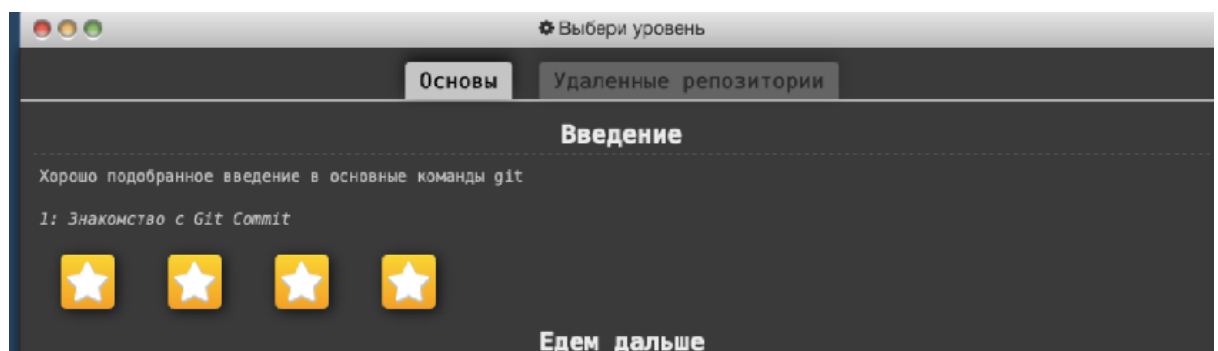 Выбери уровень
Основы Удаленные репозитории
Введение
Хорошо подобранное введение в основные команды git
1: Знакомство с Git Commit
Едем дальше